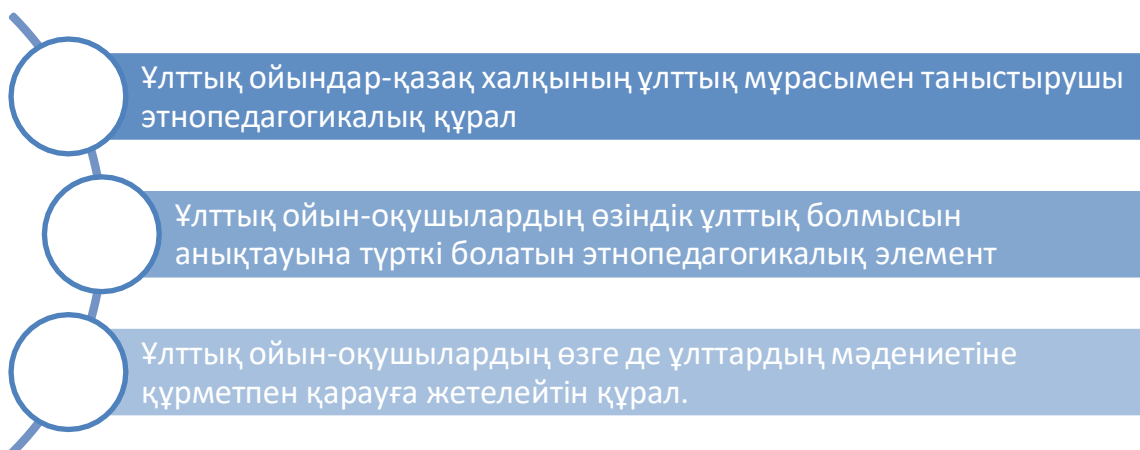 Ұлттық ойындар-қазақ халқының ұлттық мұрасымен таныстырушы
этнопедагогикалық құрал
Ұлттық ойын-оқушылардың өзіндік ұлттық болмысын
анықтауына түрткі болатын этнопедагогикалық элемент
Ұлттық ойын-оқушылардың өзге де ұлттардың мәдениетіне
құрметпен қарауға жетелейтін құрал.